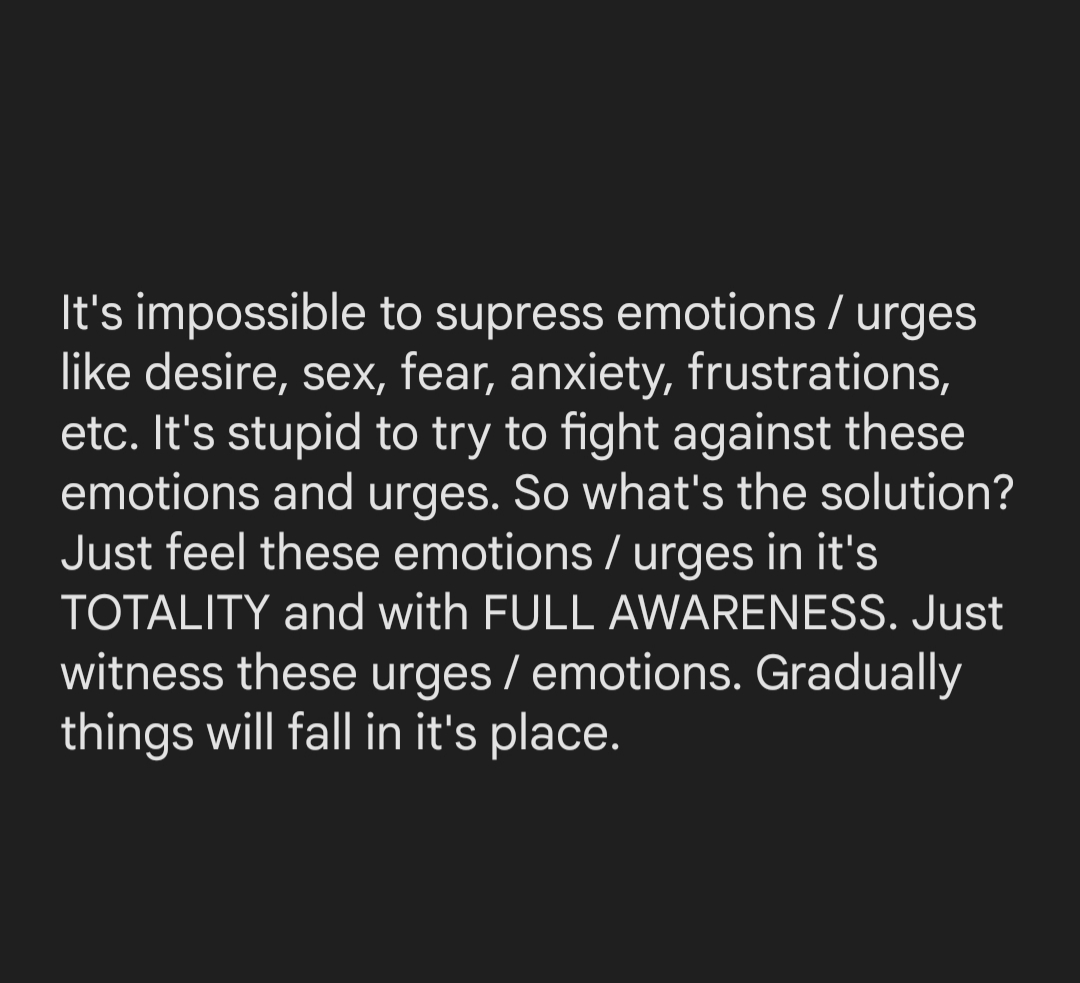 It's impossible to supress emotions / urges
like desire, sex, fear, anxiety, frustrations,
etc. It's stupid to try to fight against these
emotions and urges. So what's the solution?
Just feel these emotions / urges in it's
TOTALITY and with FULL AWARENESS. Just
witness these urges / emotions. Gradually
things will fall in it's place.